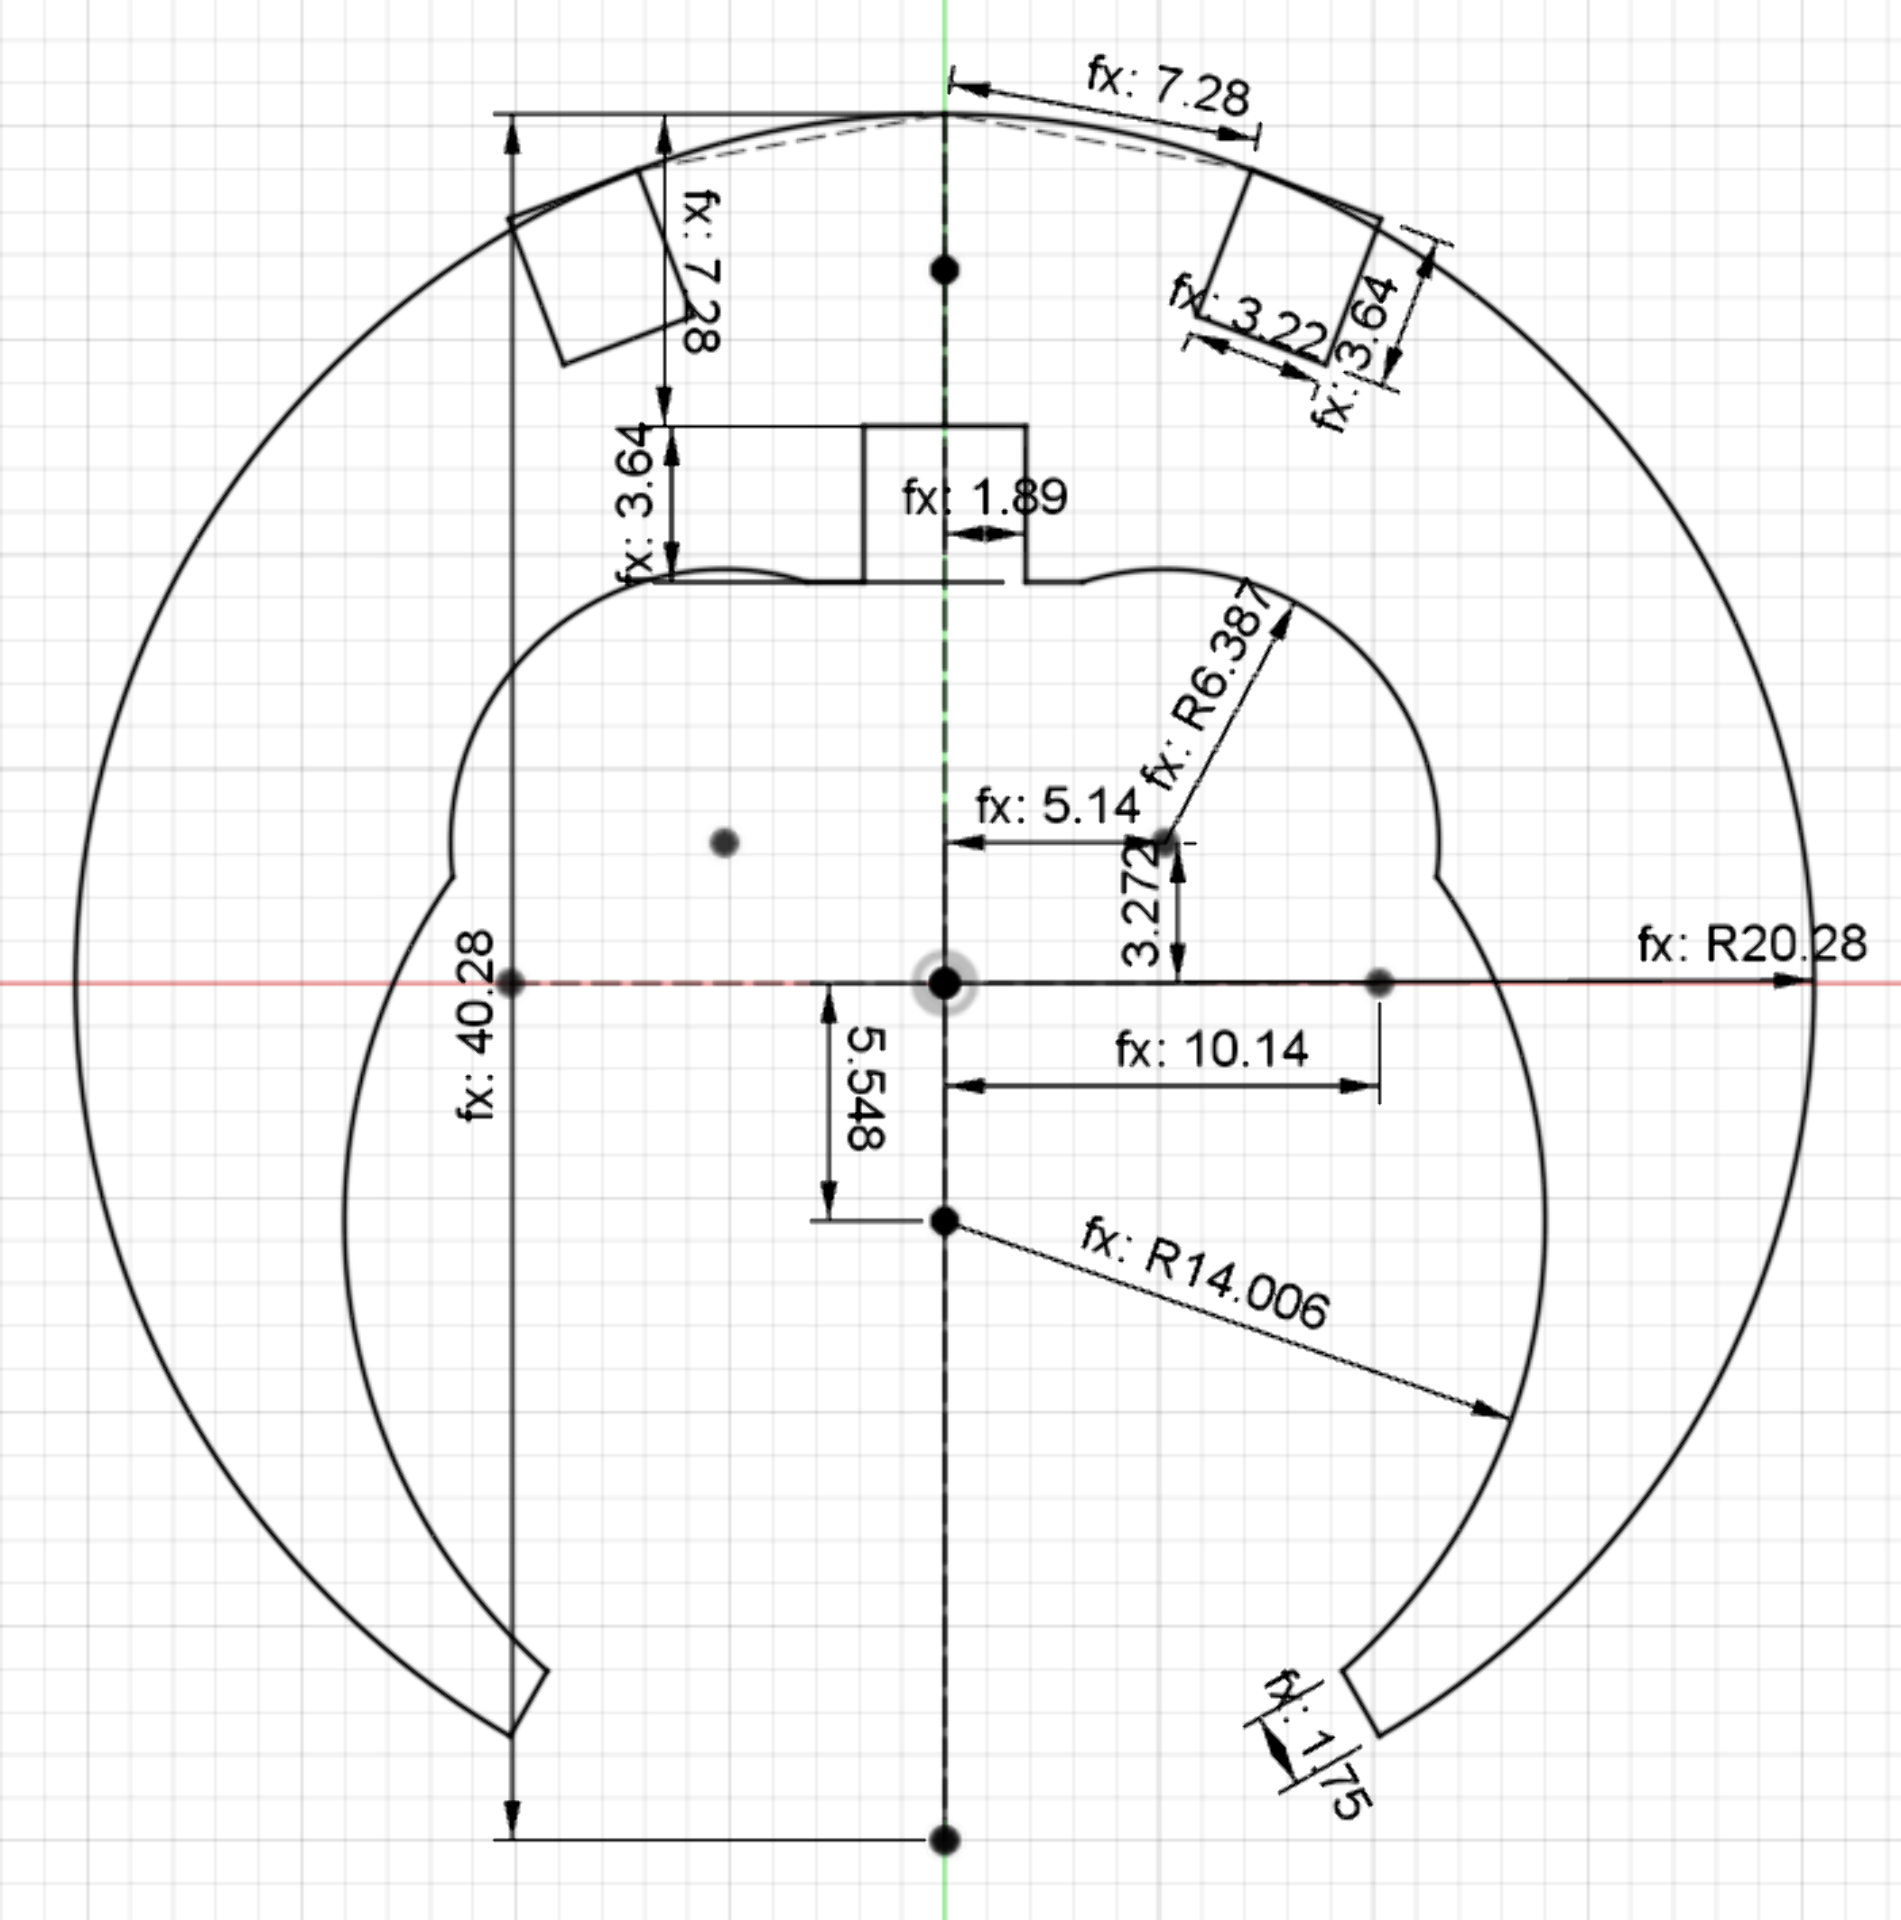 fx: 7.28
fx: 7.28
fx: 3.22
fx: 3.64
fx: 3.64
fx: 1.89
fx: R6.387
fx: 5.14
3.272
fx: R20.28
fx: 40.28
5.548
fx: 10.14
fx: R14.006
fx: 1.75